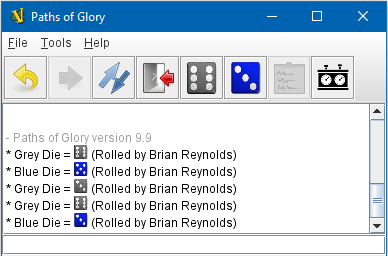 Paths of Glory
File Tools Help
- Paths of Glory version 9.9
* Grey Die = (Rolled by Brian Reynolds)
* Blue Die = (Rolled by Brian Reynolds)
* Grey Die = (Rolled by Brian Reynolds)
* Grey Die = (Rolled by Brian Reynolds)
* Blue Die = (Rolled by Brian Reynolds)